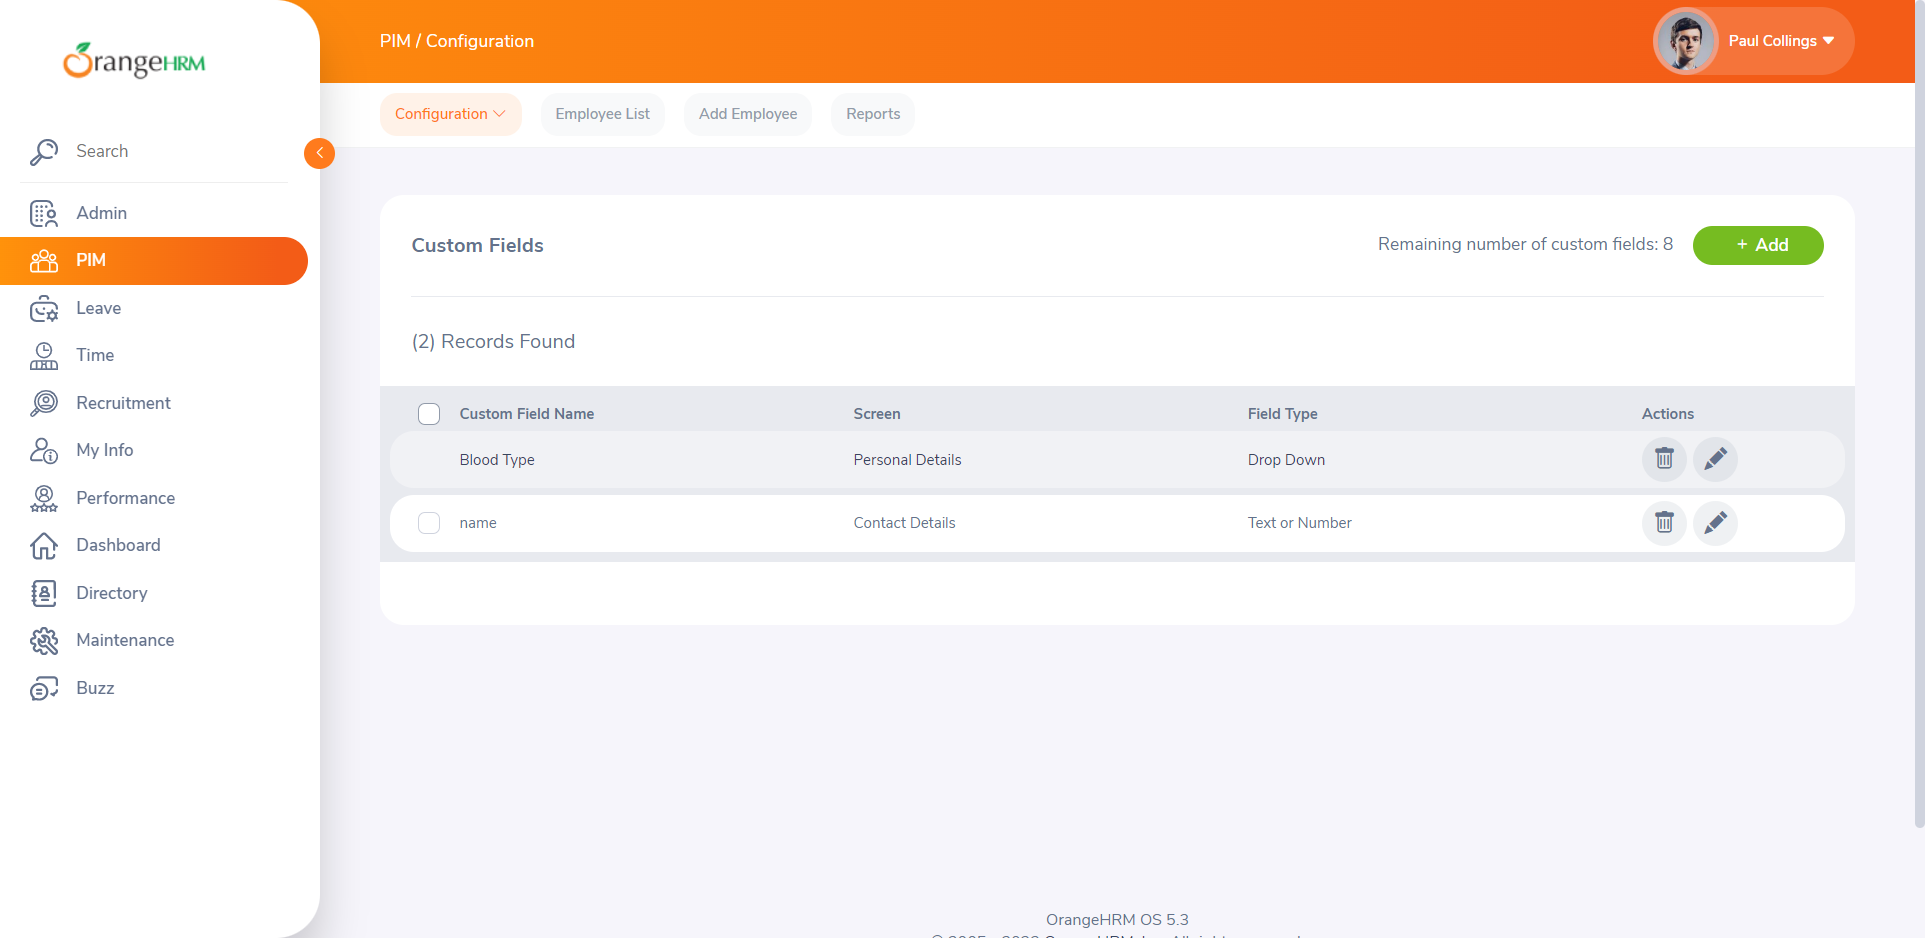 OrangeHRM
PIM / Configuration
Paul Collings
Configuration
Employee List
Add Employee
Reports
Search
Admin
PIM
Leave
Time
Recruitment
My Info
Performance
Dashboard
Directory
Maintenance
Buzz
Custom Fields
Remaining number of custom fields: 8
+ Add
(2) Records Found
Custom Field Name Screen Field Type Actions
Blood Type Personal Details Drop Down
name Contact Details Text or Number
OrangeHRM OS 5.3